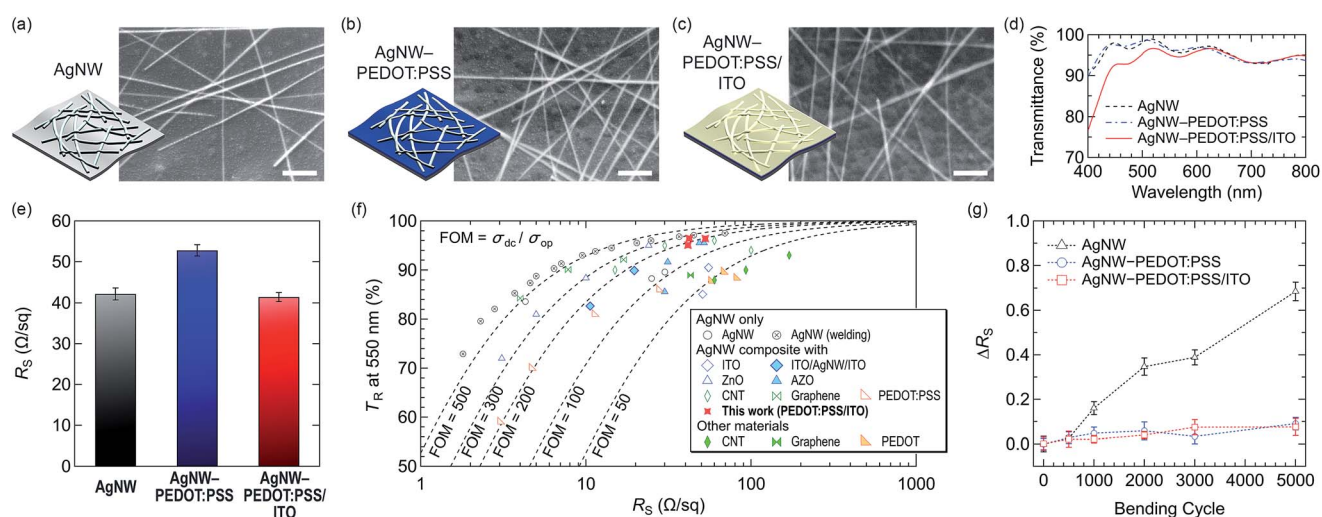 (a)
AgNW
(b)
AgNW–
PEDOT:PSS
(c)
AgNW–
PEDOT:PSS/
ITO
(d)
Transmittance (%)
100
95
90
85
80
75
70
AgNW
AgNW–PEDOT:PSS
AgNW–PEDOT:PSS/ITO
400 500 600 700 800
Wavelength (nm)
(e)
R_S (Ω/sq)
60
50
40
30
20
10
0
AgNW
AgNW–
PEDOT:PSS
AgNW–
PEDOT:PSS/
ITO
(f)
T_R at 550 nm (%)
100
90
80
70
60
50
FOM = σ_dc / σ_op
FOM = 500
FOM = 300
FOM = 200
FOM = 100
FOM = 50
AgNW only
AgNW AgNW (welding)
AgNW composite with
ITO ITO/AgNW/ITO
ZnO AZO
CNT Graphene PEDOT:PSS
This work (PEDOT:PSS/ITO)
Other materials
CNT Graphene PEDOT
1 10 100 1000
R_S (Ω/sq)
(g)
ΔR_S
1.0
0.8
0.6
0.4
0.2
0.0
AgNW
AgNW–PEDOT:PSS
AgNW–PEDOT:PSS/ITO
0 1000 2000 3000 4000 5000
Bending Cycle